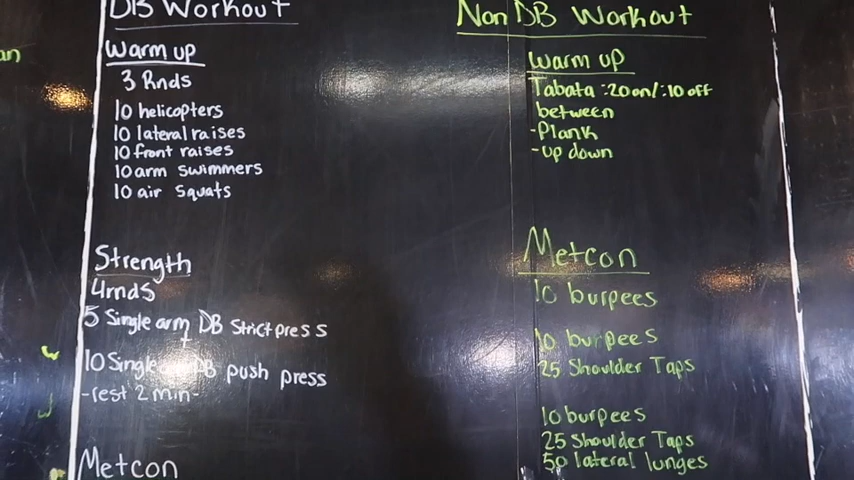 an
DB Workout
Warm up
3 Rnds
10 helicopters
10 lateral raises
10 front raises
10 arm swimmers
10 air squats
Strength
4rnds
5 Single arm DB strict press
10 Single arm DB push press
-rest 2 min-
Metcon
Non DB Workout
Warm up
Tabata :20 on/:10 off
between
-Plank
-up down
Metcon
10 burpees
10 burpees
25 Shoulder Taps
10 burpees
25 Shoulder Taps
50 lateral lunges